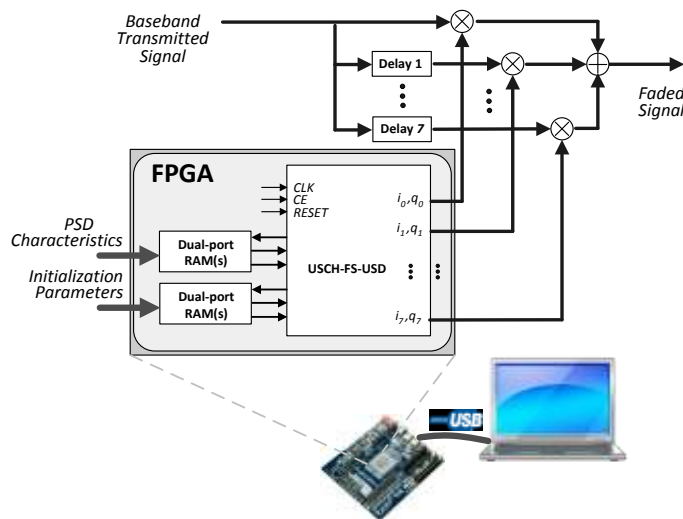 Baseband
Transmitted
Signal
Delay 1
Delay 7
Faded
Signal
FPGA
CLK
CE
RESET
i0,q0
i1,q1
i7,q7
USCH-FS-USD
PSD
Characteristics
Dual-port
RAM(s)
Initialization
Parameters
Dual-port
RAM(s)
USB